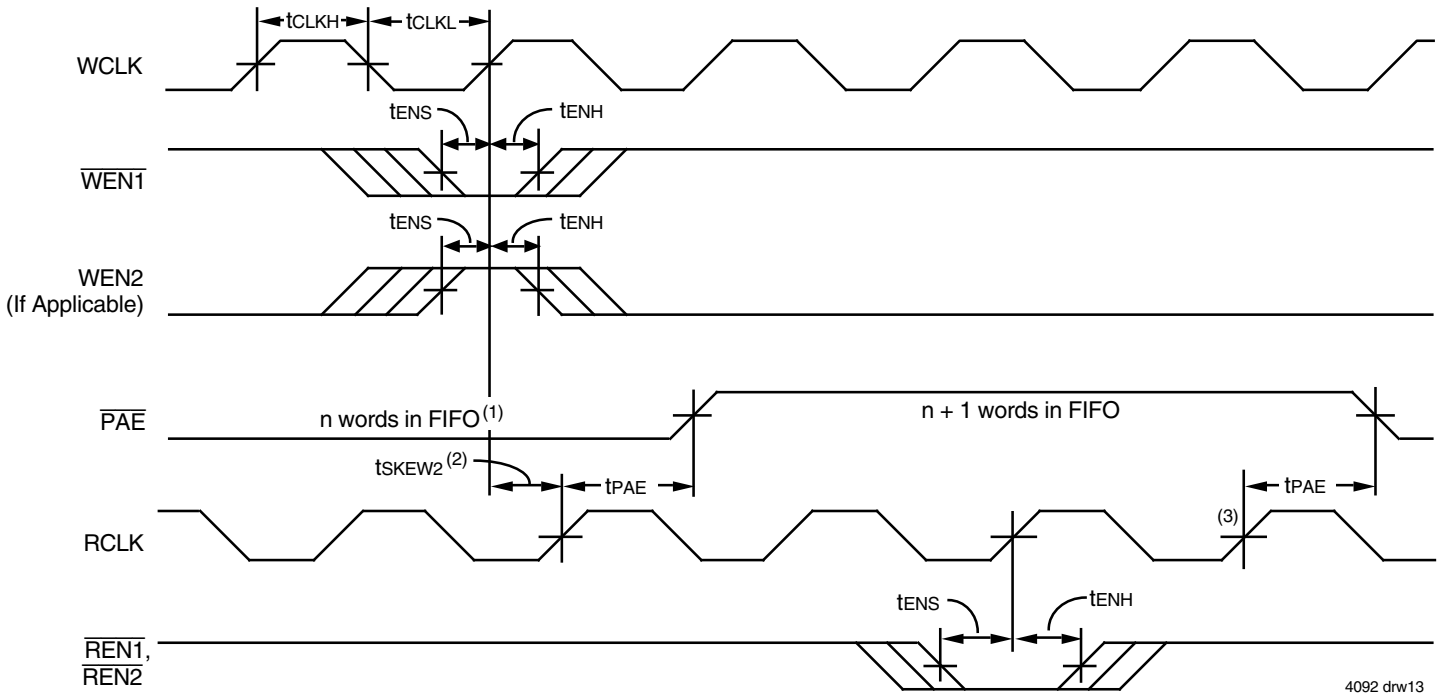 tCLKH
tCLKL
WCLK
tENS
tENH
WEN1
tENS
tENH
WEN2
(If Applicable)
PAE
n words in FIFO(1)
n + 1 words in FIFO
tSKEW2(2)
tPAE
tPAE
(3)
RCLK
tENS
tENH
REN1,
REN2
4092 drw13